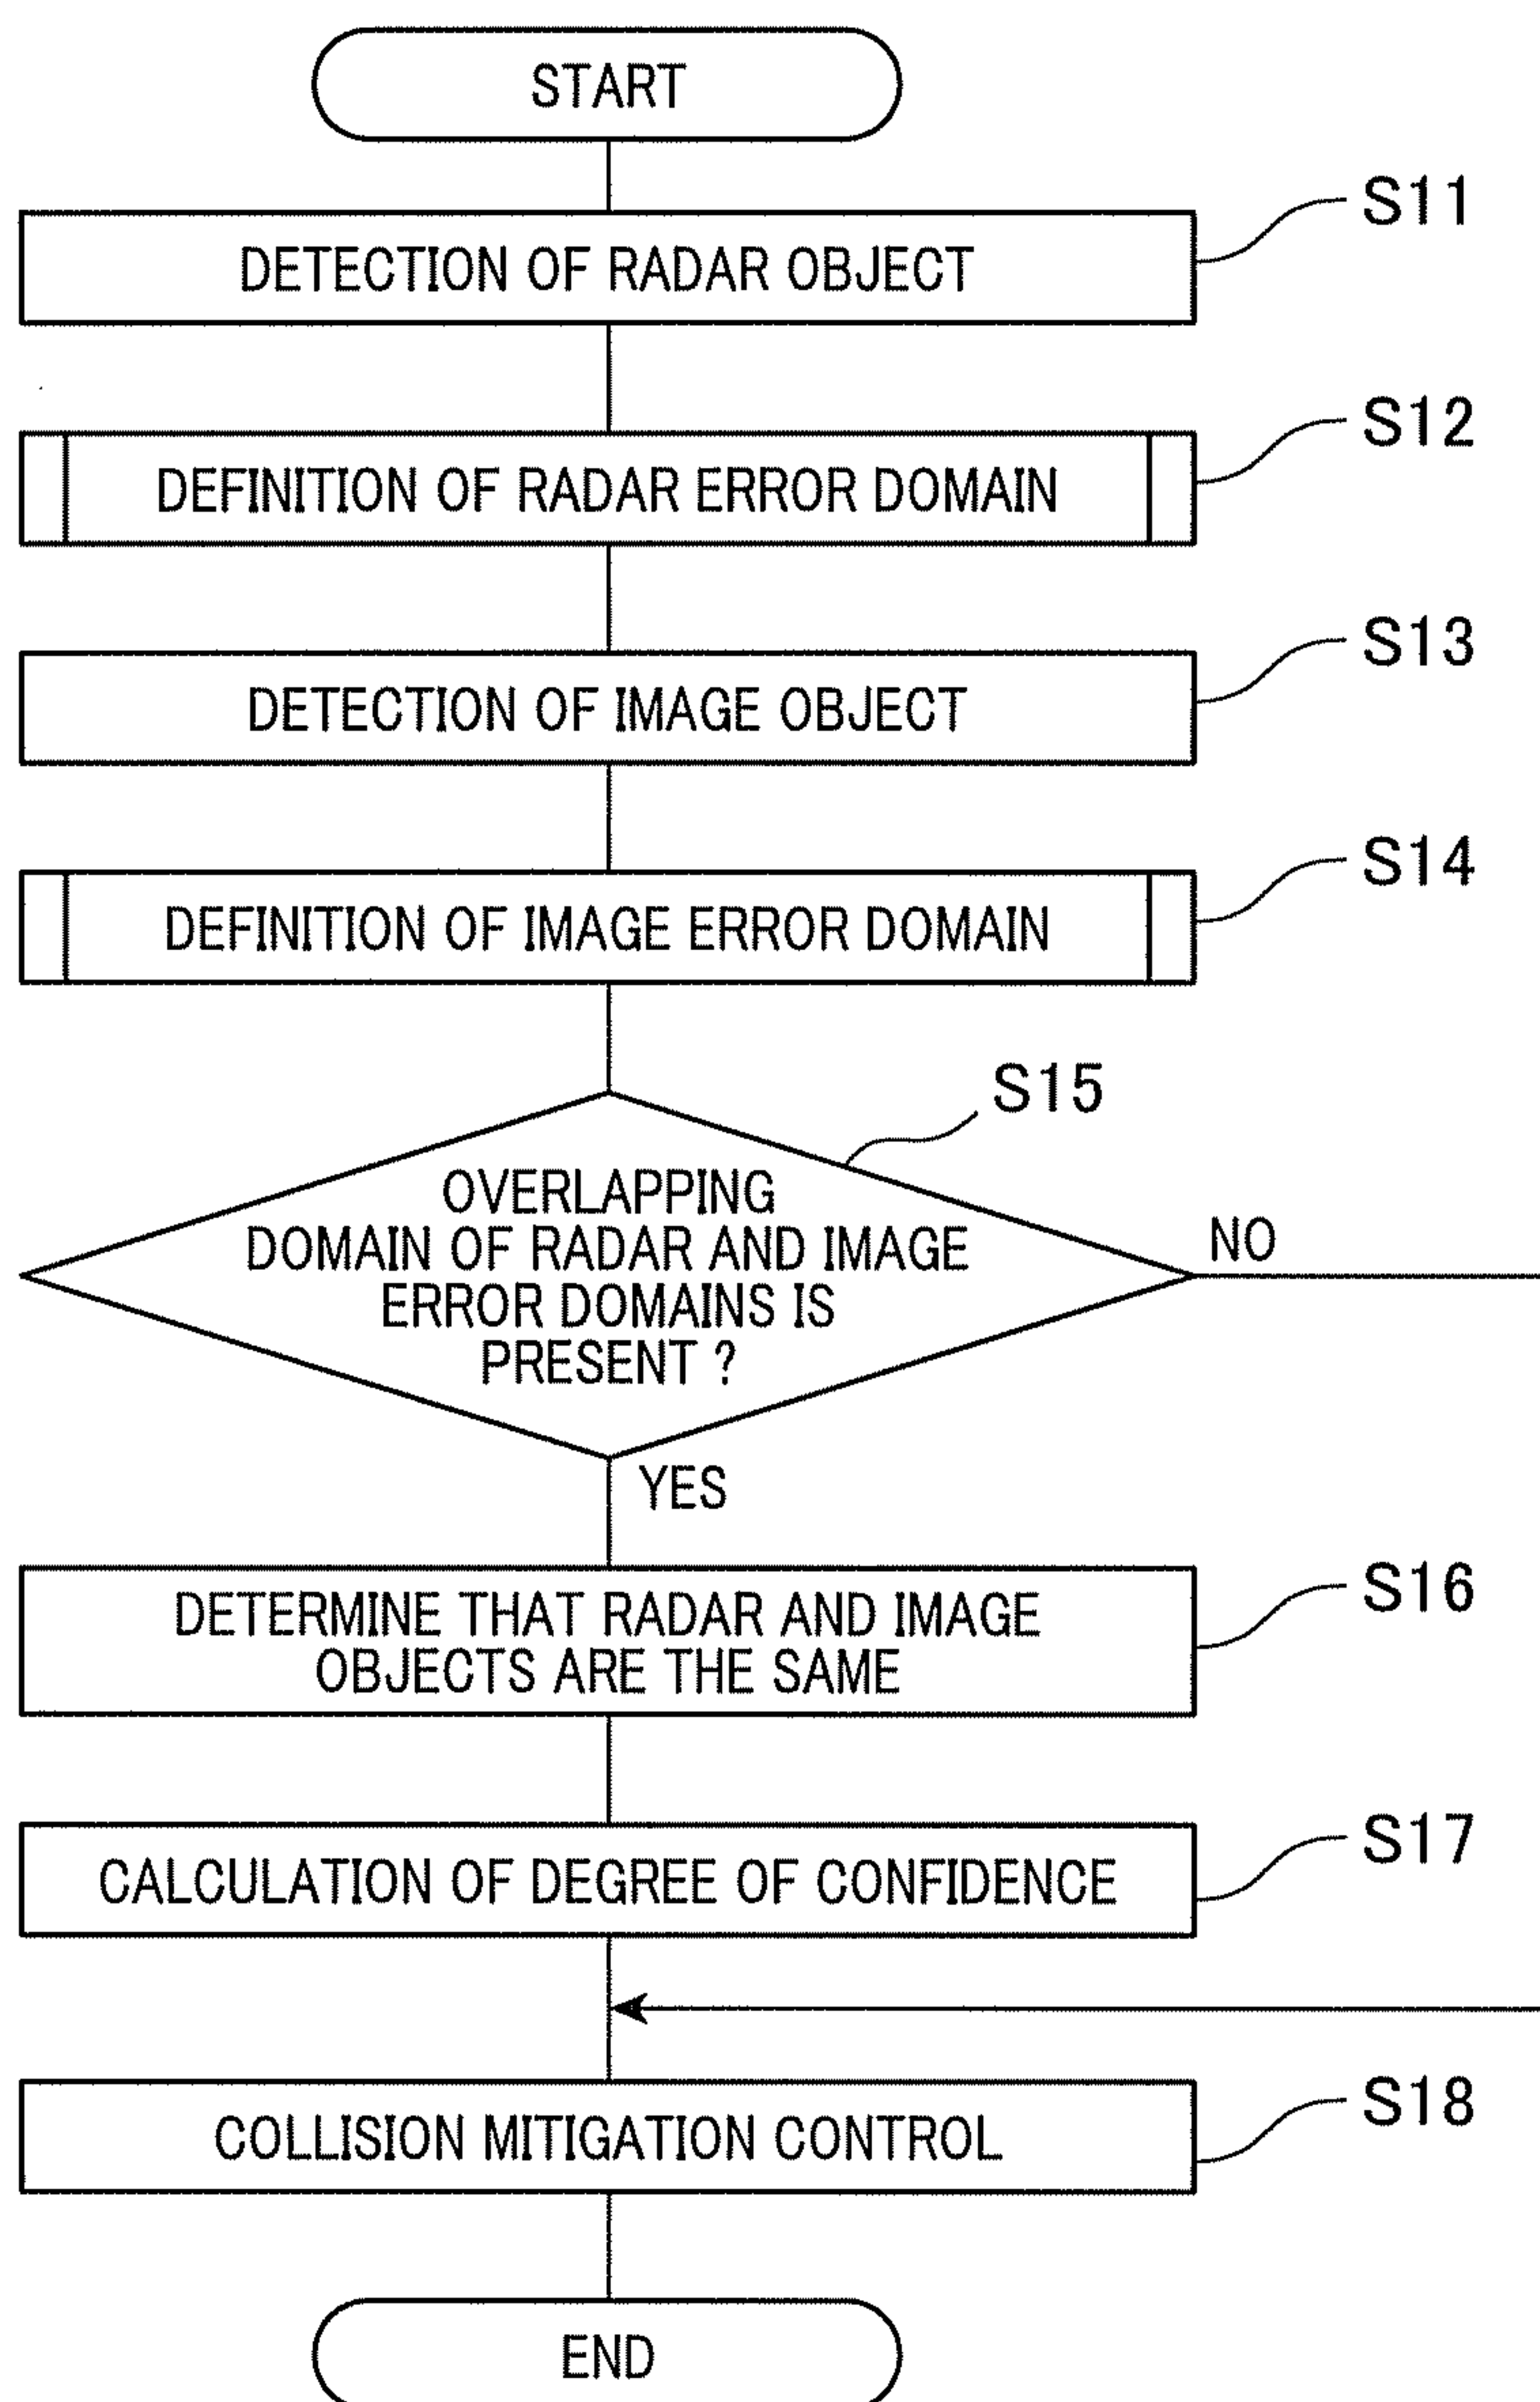 START
S11
DETECTION OF RADAR OBJECT
S12
DEFINITION OF RADAR ERROR DOMAIN
S13
DETECTION OF IMAGE OBJECT
S14
DEFINITION OF IMAGE ERROR DOMAIN
S15
OVERLAPPING
DOMAIN OF RADAR AND IMAGE
ERROR DOMAINS IS
PRESENT ?
NO
YES
S16
DETERMINE THAT RADAR AND IMAGE
OBJECTS ARE THE SAME
S17
CALCULATION OF DEGREE OF CONFIDENCE
S18
COLLISION MITIGATION CONTROL
END